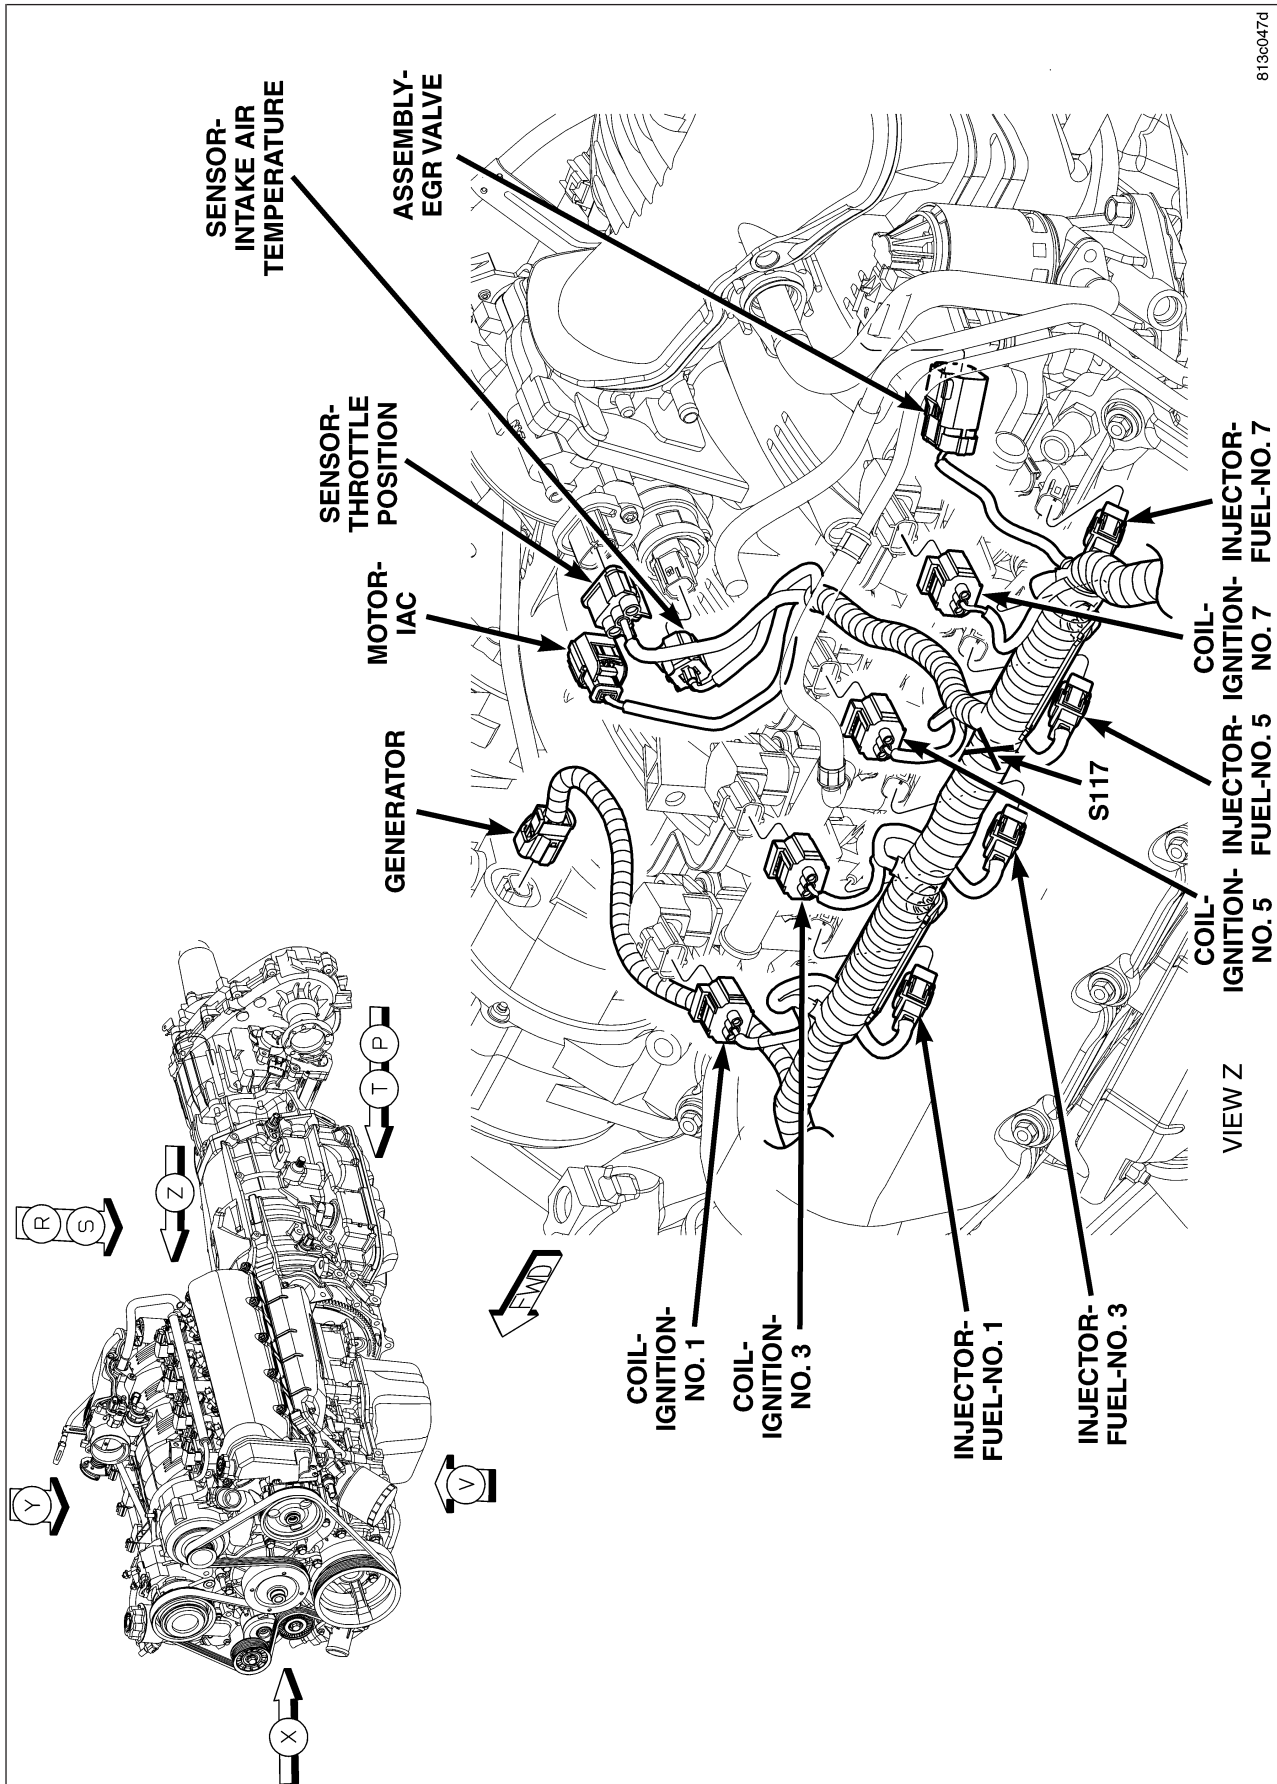 813c047d
SENSOR-
INTAKE AIR
TEMPERATURE
ASSEMBLY-
EGR VALVE
SENSOR-
THROTTLE
POSITION
MOTOR-
IAC
GENERATOR
R
S
Z
T
P
Y
V
X
FWD
COIL-
IGNITION-
NO. 1
COIL-
IGNITION-
NO. 3
INJECTOR-
FUEL-NO. 1
INJECTOR-
FUEL-NO. 3
COIL-
IGNITION-
NO. 5
S117
INJECTOR-
FUEL-NO. 5
COIL-
IGNITION-
NO. 7
INJECTOR-
FUEL-NO. 7
VIEW Z